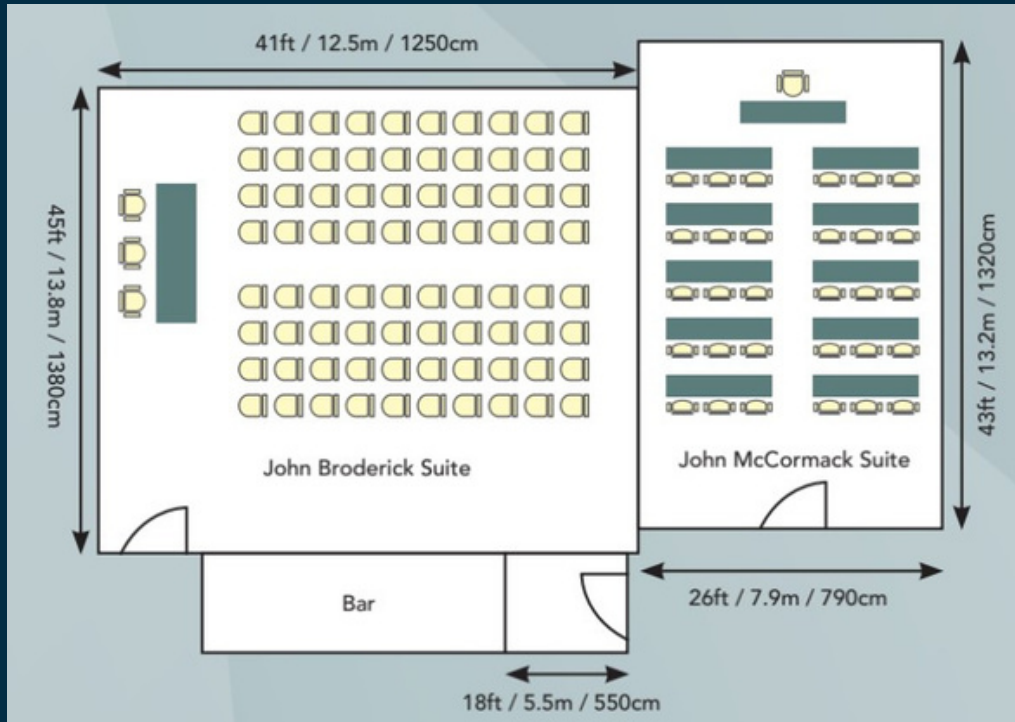 41ft / 12.5m / 1250cm
45ft / 13.8m / 1380cm
43ft / 13.2m / 1320cm
John Broderick Suite
John McCormack Suite
Bar
26ft / 7.9m / 790cm
18ft / 5.5m / 550cm